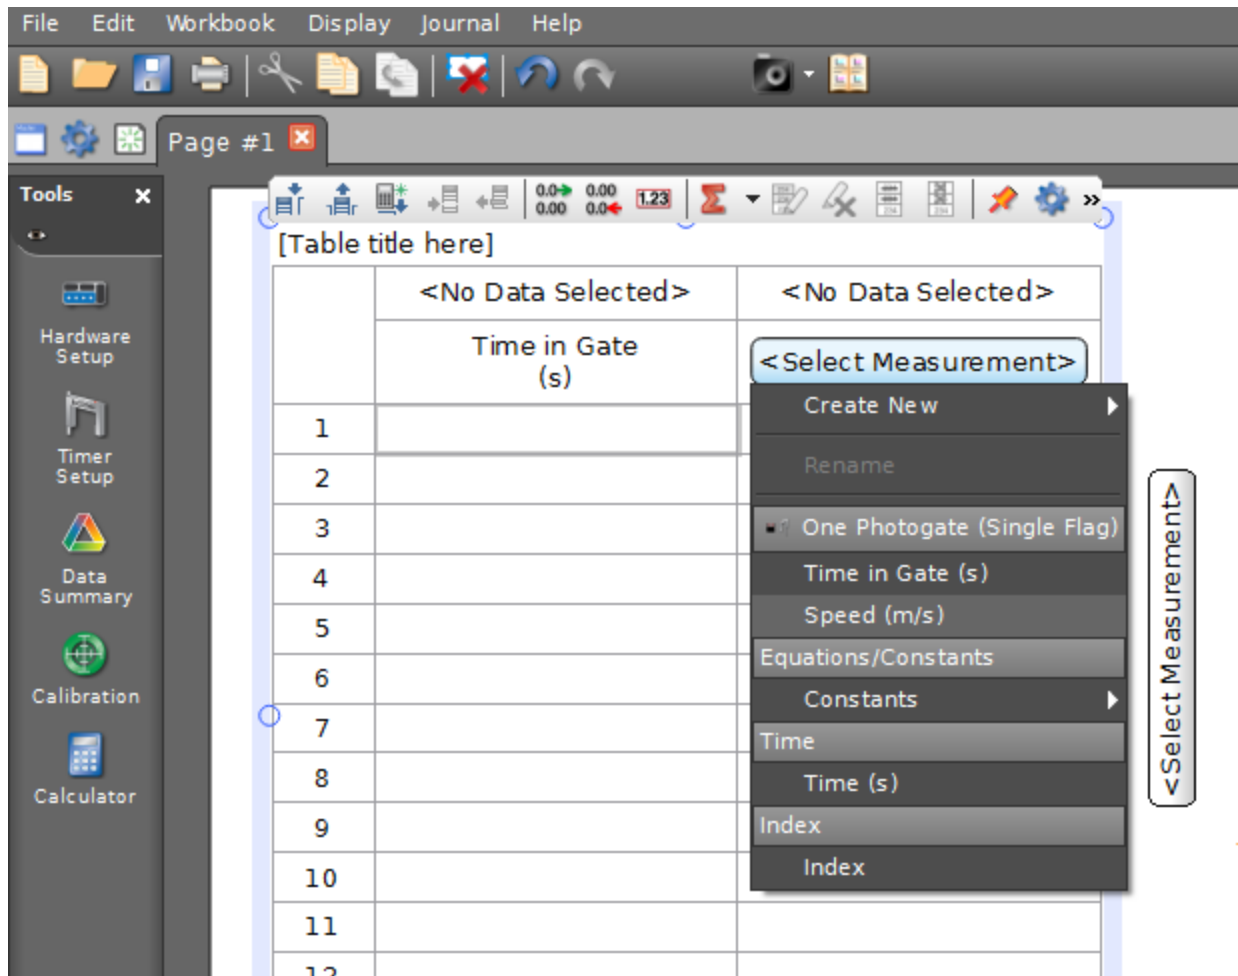 File Edit Workbook Display Journal Help
Page #1
Tools
0.0 0.00 1.23
0.00 0.0
[Table title here]
<No Data Selected> <No Data Selected>
Time in Gate
(s)
<Select Measurement>
Create New
Rename
One Photogate (Single Flag)
Time in Gate (s)
Speed (m/s)
Equations/Constants
Constants
Time
Time (s)
Index
Index
1
2
3
4
5
6
7
8
9
10
11
12
Hardware
Setup
Timer
Setup
Data
Summary
Calibration
Calculator
<Select Measurement>